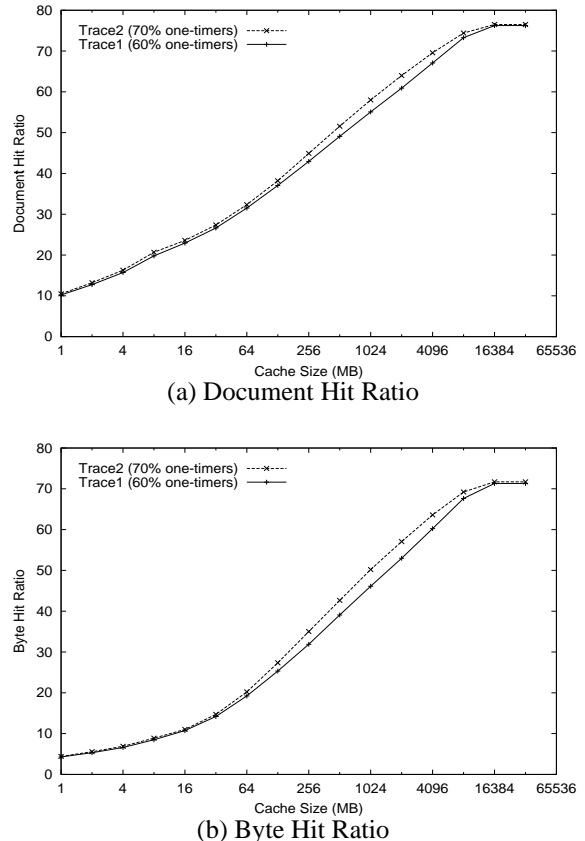 80
70
60
50
40
30
20
10
0
Document Hit Ratio
Trace2 (70% one-timers)
Trace1 (60% one-timers)
1 4 16 64 256 1024 4096 16384 65536
Cache Size (MB)
(a) Document Hit Ratio
80
70
60
50
40
30
20
10
0
Byte Hit Ratio
Trace2 (70% one-timers)
Trace1 (60% one-timers)
1 4 16 64 256 1024 4096 16384 65536
Cache Size (MB)
(b) Byte Hit Ratio